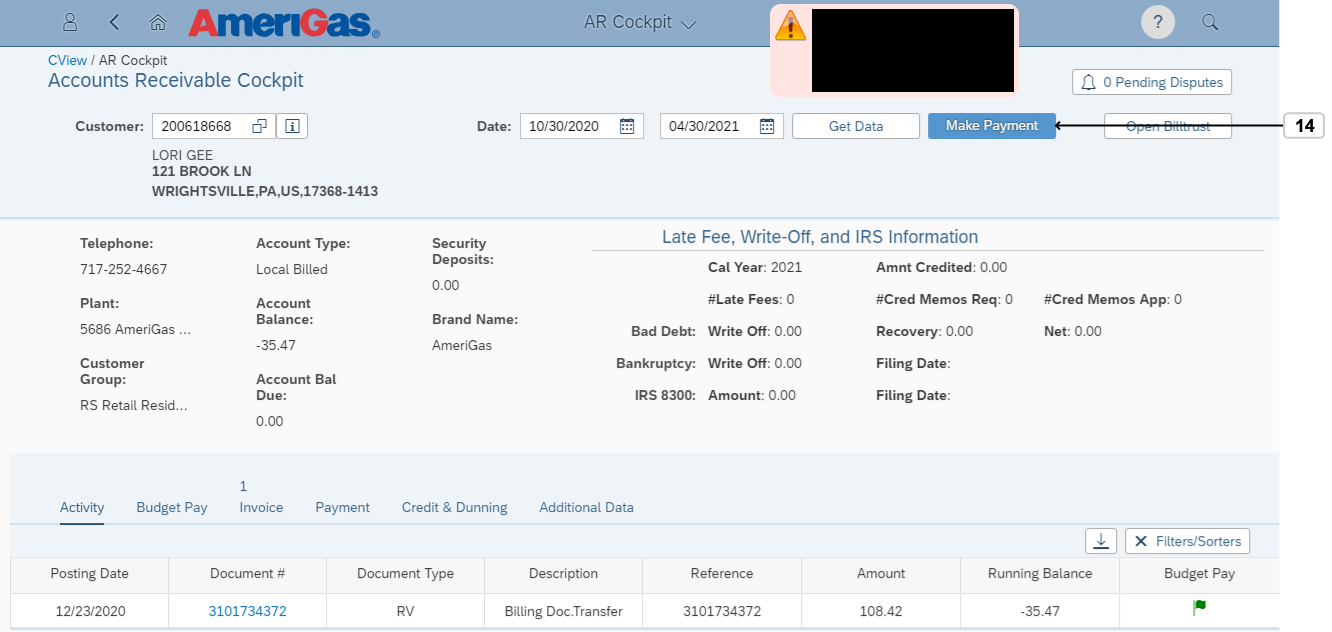 AmeriGas®
AR Cockpit
?
CView / AR Cockpit
Accounts Receivable Cockpit
0 Pending Disputes
Customer: 200618668
Date: 10/30/2020 04/30/2021 Get Data Make Payment Open Billtrust 14
LORI GEE
121 BROOK LN
WRIGHTSVILLE,PA,US,17368-1413
Telephone:
717-252-4667
Plant:
5686 AmeriGas ...
Customer
Group:
RS Retail Resid...
Account Type:
Local Billed
Account
Balance:
-35.47
Account Bal
Due:
0.00
Security
Deposits:
0.00
Brand Name:
AmeriGas
Late Fee, Write-Off, and IRS Information
Cal Year: 2021 Amnt Credited: 0.00
#Late Fees: 0 #Cred Memos Req: 0 #Cred Memos App: 0
Bad Debt: Write Off: 0.00 Recovery: 0.00 Net: 0.00
Bankruptcy: Write Off: 0.00 Filing Date:
IRS 8300: Amount: 0.00 Filing Date:
1
Activity Budget Pay Invoice Payment Credit & Dunning Additional Data
Filters/Sorters
Posting Date Document # Document Type Description Reference Amount Running Balance Budget Pay
12/23/2020 3101734372 RV Billing Doc.Transfer 3101734372 108.42 -35.47